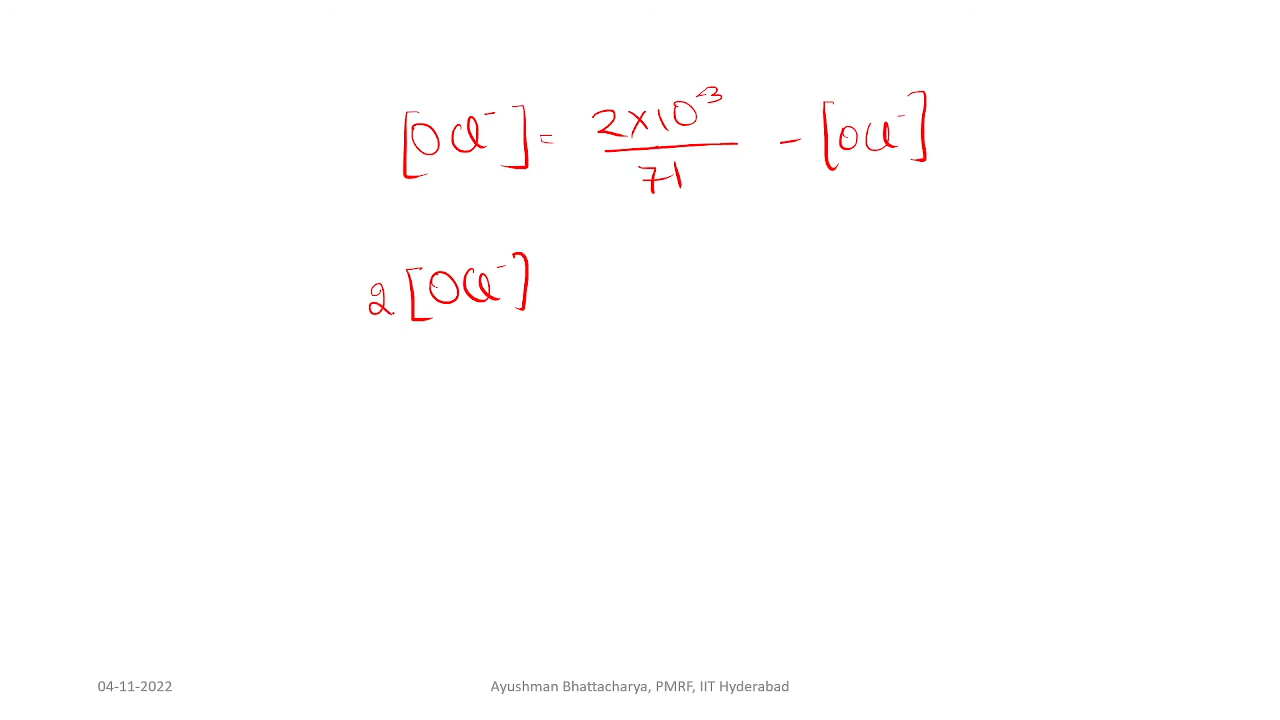 [OCl⁻] = 2×10⁻³ / 71 - [OCl⁻]
2 [OCl⁻]
04-11-2022
Ayushman Bhattacharya, PMRF, IIT Hyderabad